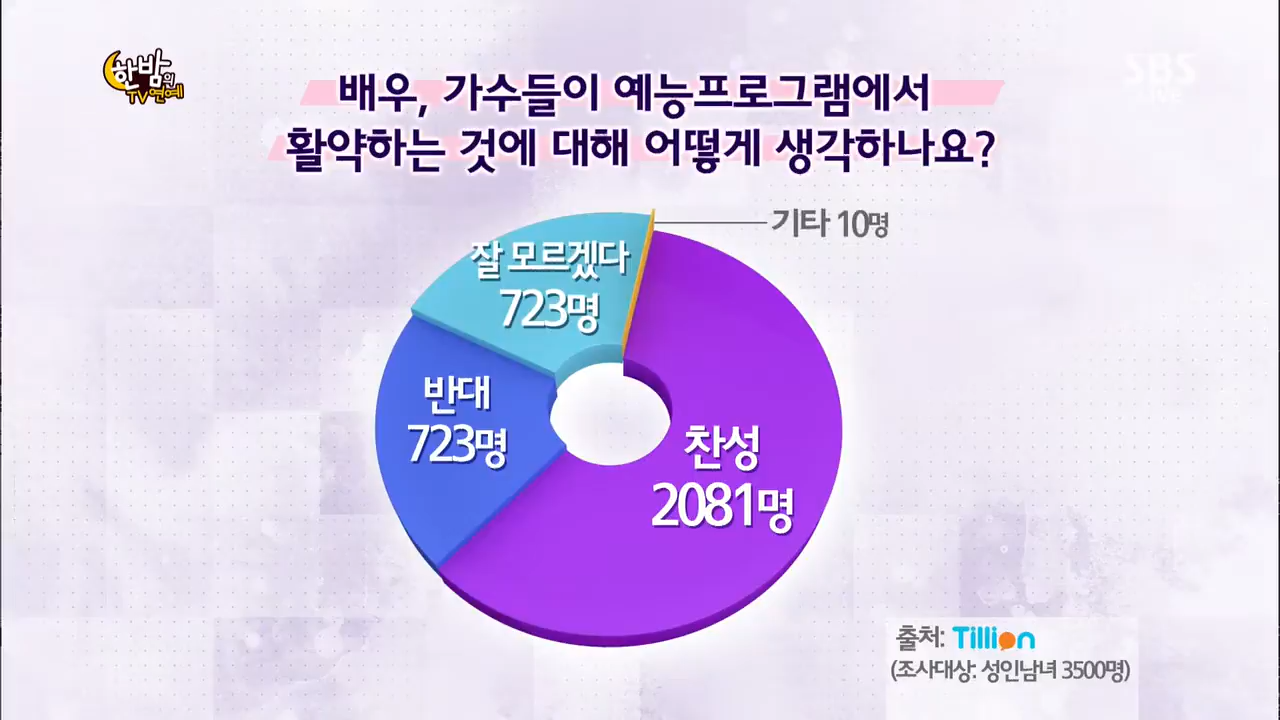 한밤의
TV연예
SBS
LIVE
배우, 가수들이 예능프로그램에서
활약하는 것에 대해 어떻게 생각하나요?
기타 10명
잘 모르겠다
723명
반대
723명
찬성
2081명
출처: Tillion
(조사대상: 성인남녀 3500명)